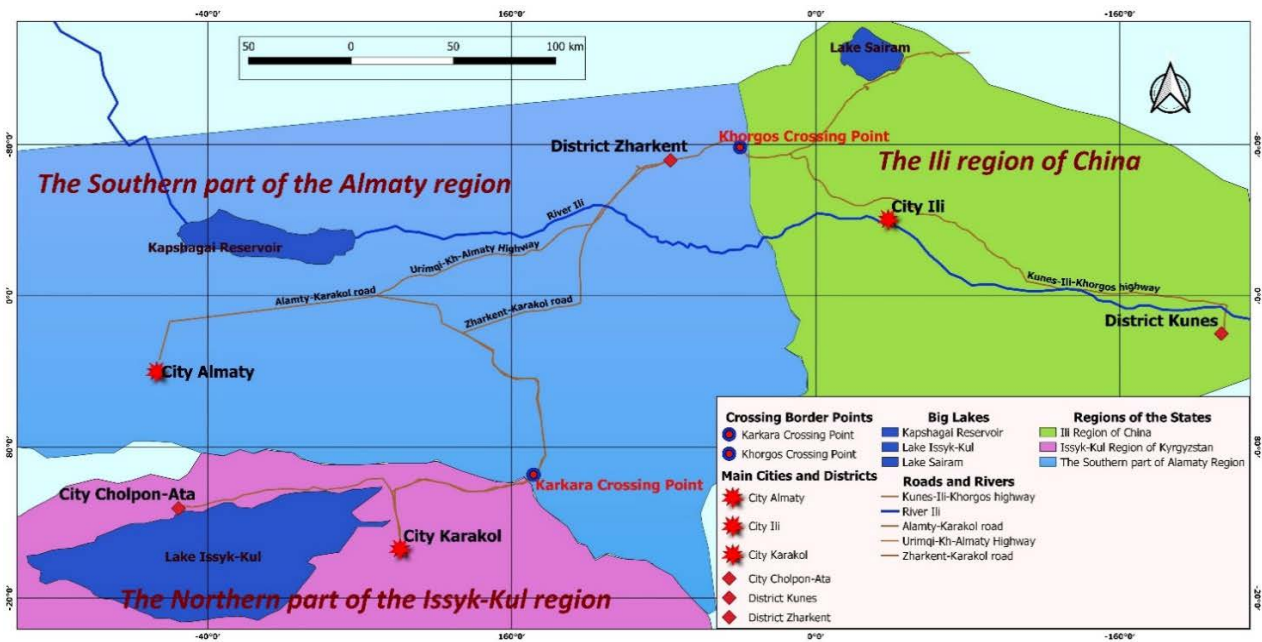 -40°0' 160°0' 0°0' -160°0'
50 0 50 100 km
Lake Sairam
-80°0' -80°0'
Khorgos Crossing Point
District Zharkent
The Ili region of China
The Southern part of the Almaty region
City Ili
River Ili
Kapshagai Reservoir
Urimqi-Kh-Almaty Highway
Kunes-Ili-Khorgos highway
0°0' 0°0'
Alamty-Karakol road
Zharkent-Karakol road
District Kunes
City Almaty
80°0' 80°0'
Karkara Crossing Point
City Cholpon-Ata
City Karakol
Lake Issyk-Kul
The Northern part of the Issyk-Kul region
-20°0' -20°0'
-40°0' 160°0' 0°0' -160°0'
Crossing Border Points
Karkara Crossing Point
Khorgos Crossing Point
Main Cities and Districts
City Almaty
City Ili
City Karakol
City Cholpon-Ata
District Kunes
District Zharkent
Big Lakes
Kapshagai Reservoir
Lake Issyk-Kul
Lake Sairam
Roads and Rivers
Kunes-Ili-Khorgos highway
River Ili
Alamty-Karakol road
Urimqi-Kh-Almaty Highway
Zharkent-Karakol road
Regions of the States
Ili Region of China
Issyk-Kul Region of Kyrgyzstan
The Southern part of Alamaty Region